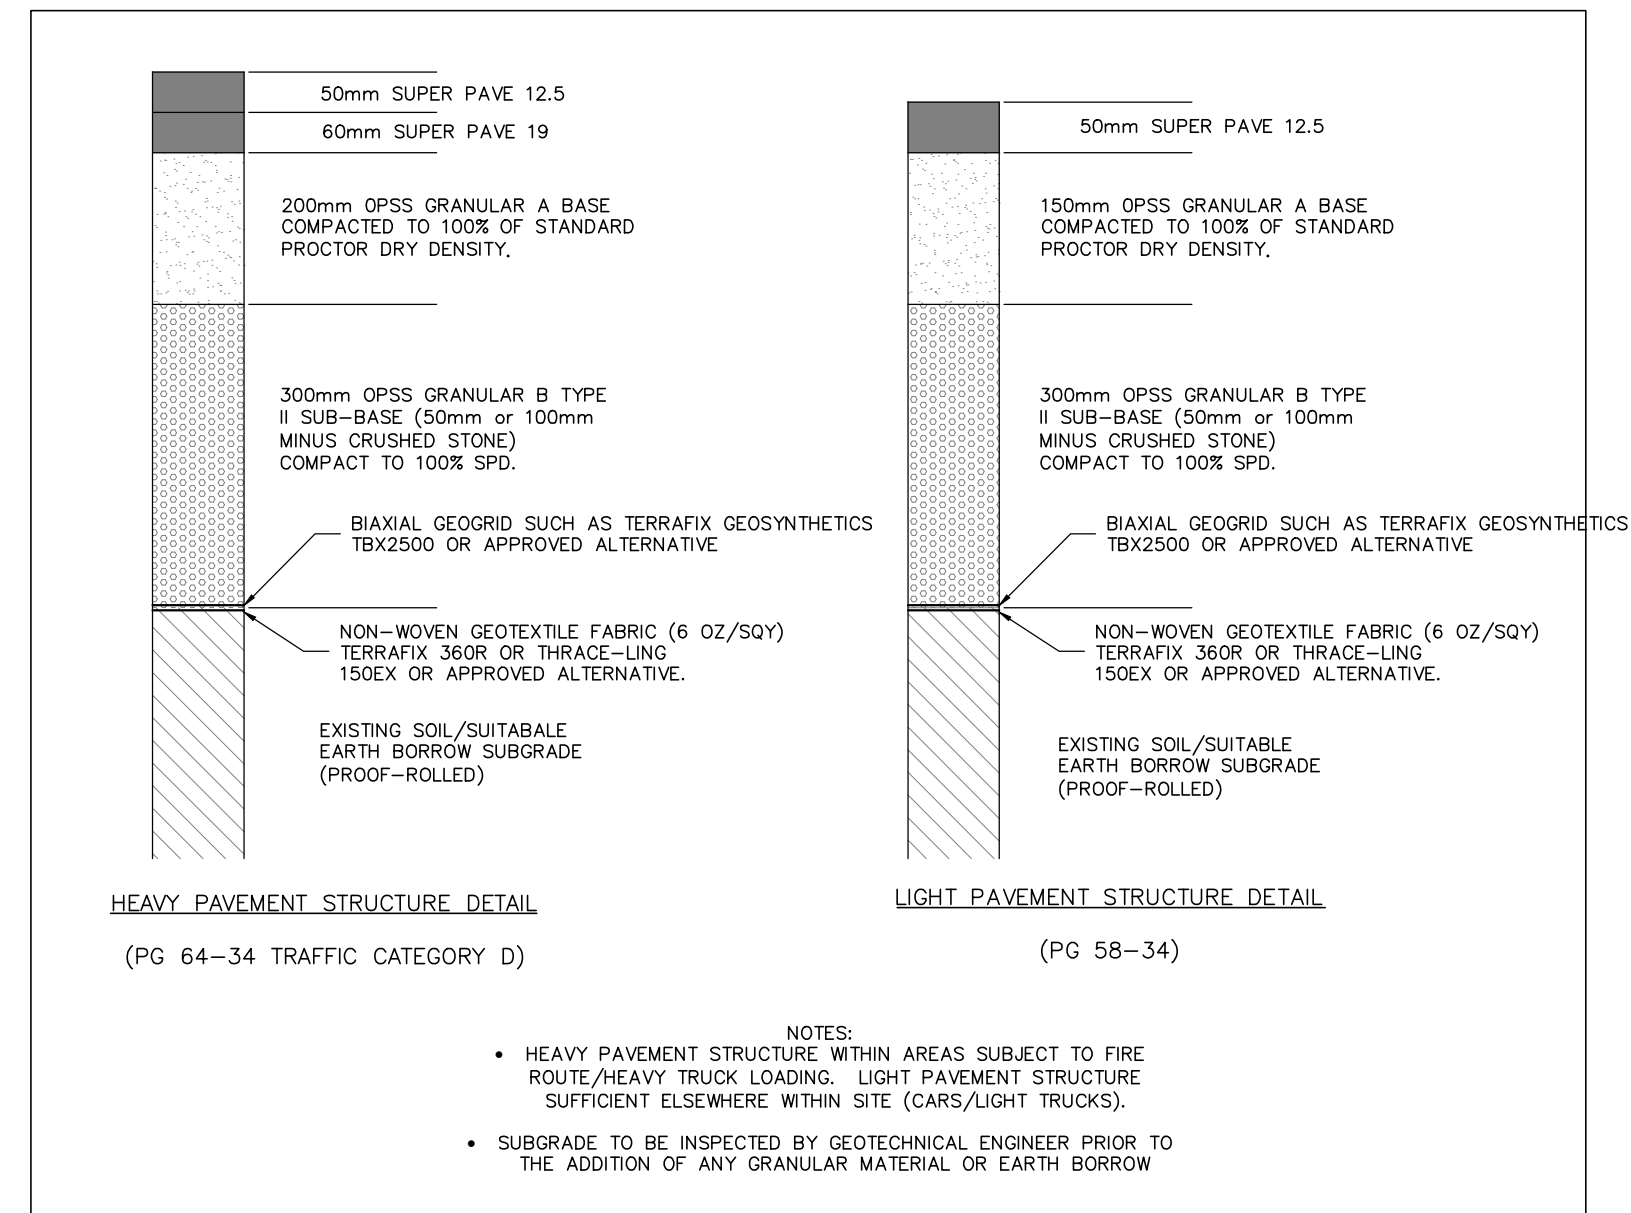 50mm SUPER PAVE 12.5
60mm SUPER PAVE 19
200mm OPSS GRANULAR A BASE
COMPACTED TO 100% OF STANDARD
PROCTOR DRY DENSITY.
300mm OPSS GRANULAR B TYPE
II SUB-BASE (50mm or 100mm
MINUS CRUSHED STONE)
COMPACT TO 100% SPD.
BIAXIAL GEOGRID SUCH AS TERRAFIX GEOSYNTHETICS
TBX2500 OR APPROVED ALTERNATIVE
NON-WOVEN GEOTEXTILE FABRIC (6 OZ/SQY)
TERRAFIX 360R OR THRACE-LING
150EX OR APPROVED ALTERNATIVE.
EXISTING SOIL/SUITABALE
EARTH BORROW SUBGRADE
(PROOF-ROLLED)
HEAVY PAVEMENT STRUCTURE DETAIL
(PG 64-34 TRAFFIC CATEGORY D)
50mm SUPER PAVE 12.5
150mm OPSS GRANULAR A BASE
COMPACTED TO 100% OF STANDARD
PROCTOR DRY DENSITY.
300mm OPSS GRANULAR B TYPE
II SUB-BASE (50mm or 100mm
MINUS CRUSHED STONE)
COMPACT TO 100% SPD.
BIAXIAL GEOGRID SUCH AS TERRAFIX GEOSYNTHETICS
TBX2500 OR APPROVED ALTERNATIVE
NON-WOVEN GEOTEXTILE FABRIC (6 OZ/SQY)
TERRAFIX 360R OR THRACE-LING
150EX OR APPROVED ALTERNATIVE.
EXISTING SOIL/SUITABLE
EARTH BORROW SUBGRADE
(PROOF-ROLLED)
LIGHT PAVEMENT STRUCTURE DETAIL
(PG 58-34)
NOTES:
• HEAVY PAVEMENT STRUCTURE WITHIN AREAS SUBJECT TO FIRE
ROUTE/HEAVY TRUCK LOADING. LIGHT PAVEMENT STRUCTURE
SUFFICIENT ELSEWHERE WITHIN SITE (CARS/LIGHT TRUCKS).
• SUBGRADE TO BE INSPECTED BY GEOTECHNICAL ENGINEER PRIOR TO
THE ADDITION OF ANY GRANULAR MATERIAL OR EARTH BORROW